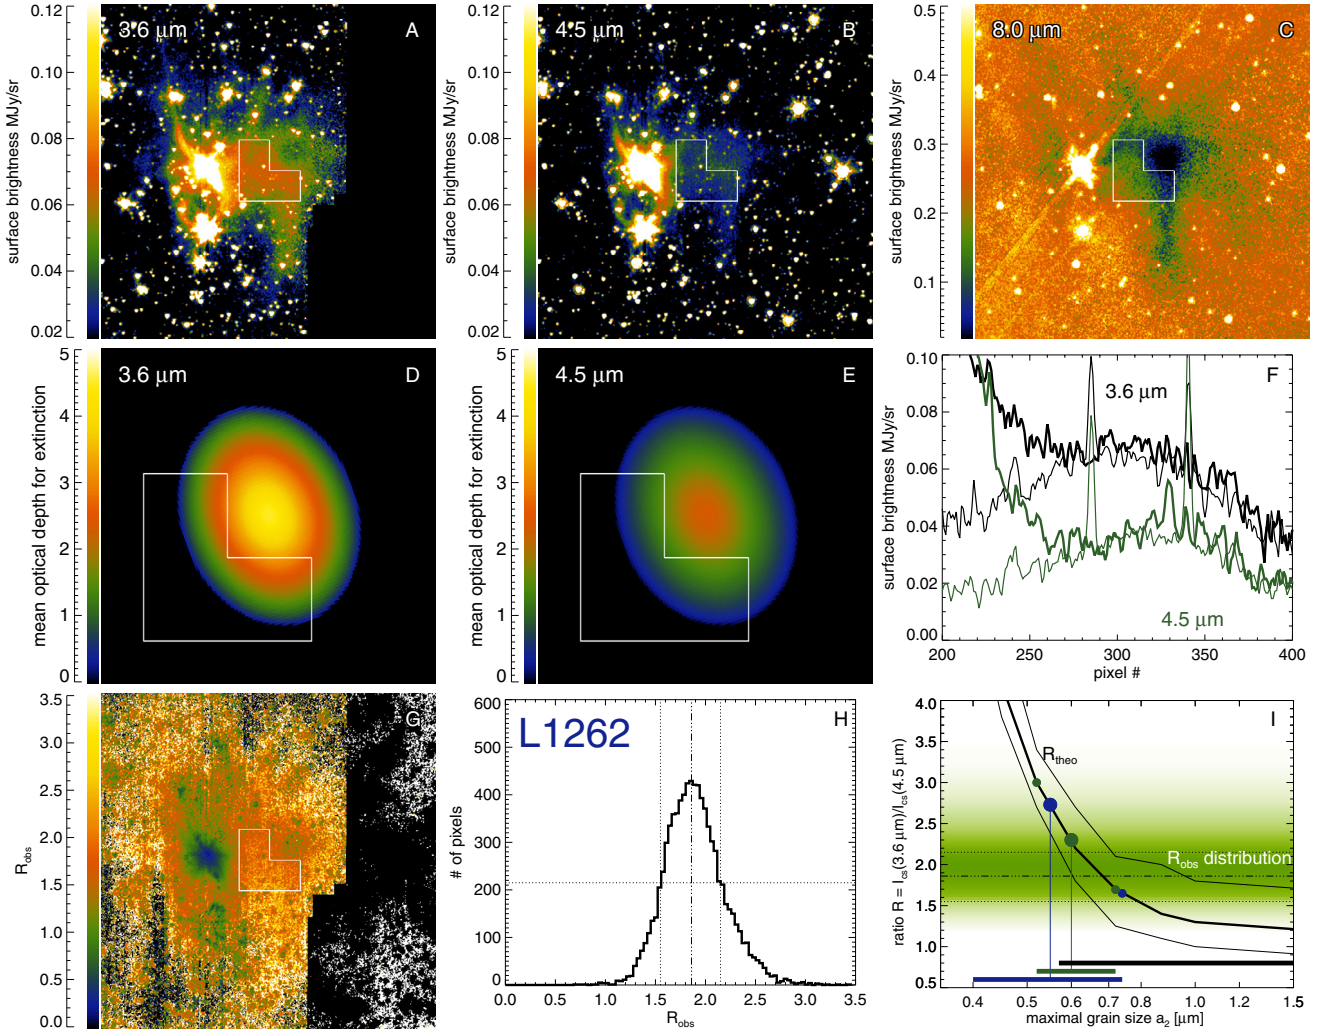 surface brightness MJy/sr
0.12
0.10
0.08
0.06
0.04
0.02
3.6 μm
A
surface brightness MJy/sr
0.12
0.10
0.08
0.06
0.04
0.02
4.5 μm
B
surface brightness MJy/sr
0.5
0.4
0.3
0.2
0.1
8.0 μm
C
mean optical depth for extinction
5
4
3
2
1
0
3.6 μm
D
mean optical depth for extinction
5
4
3
2
1
0
4.5 μm
E
surface brightness MJy/sr
0.10
0.08
0.06
0.04
0.02
0.00
F
3.6 μm
4.5 μm
200 250 300 350 400
pixel #
R_obs
3.5
3.0
2.5
2.0
1.5
1.0
0.5
0.0
G
# of pixels
600
500
400
300
200
100
0
L1262
H
0.0 0.5 1.0 1.5 2.0 2.5 3.0 3.5
R_obs
ratio R = I_cs(3.6 μm)/I_cs(4.5 μm)
4.0
3.5
3.0
2.5
2.0
1.5
1.0
0.5
I
R_theo
R_obs distribution
0.4 0.5 0.6 0.7 0.8 1.0 1.2 1.5
maximal grain size a_2 [μm]